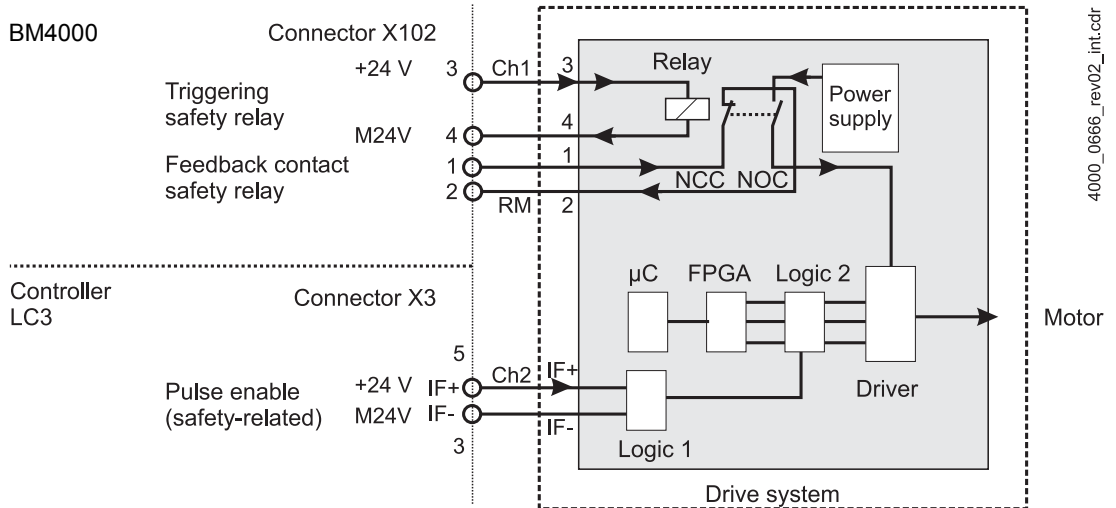 BM4000
Connector X102
+24 V 3 Ch1 3
Relay
Triggering
safety relay
Power
supply
M24V 4 4
Feedback contact
safety relay
1 1
NCC NOC
2 RM 2
Controller
LC3
Connector X3
µC FPGA Logic 2
Motor
5
Pulse enable
(safety-related)
+24 V IF+ Ch2 IF+
M24V IF- IF-
3
Driver
Logic 1
Drive system
4000_0666_rev02_int.cdr